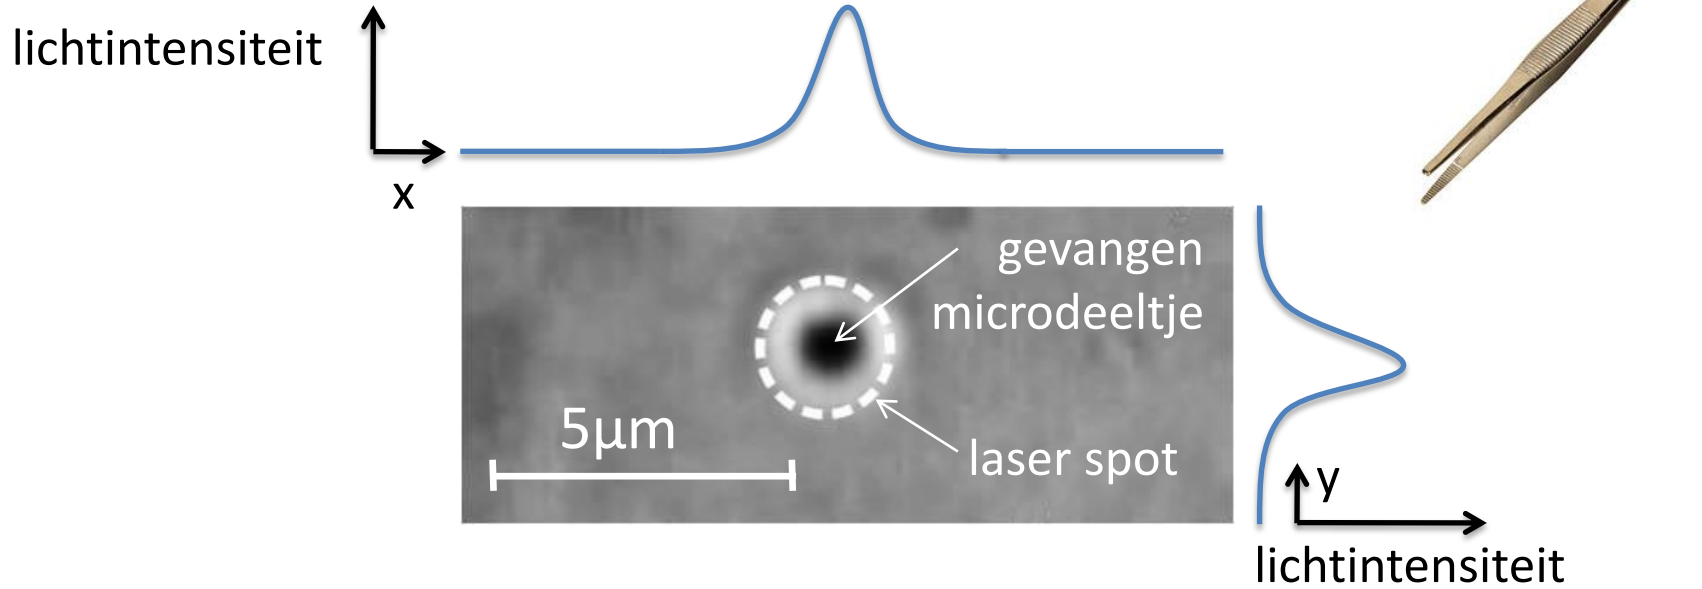 lichtintensiteit
x
gevangen
microdeeltje
5μm
laser spot
y
lichtintensiteit